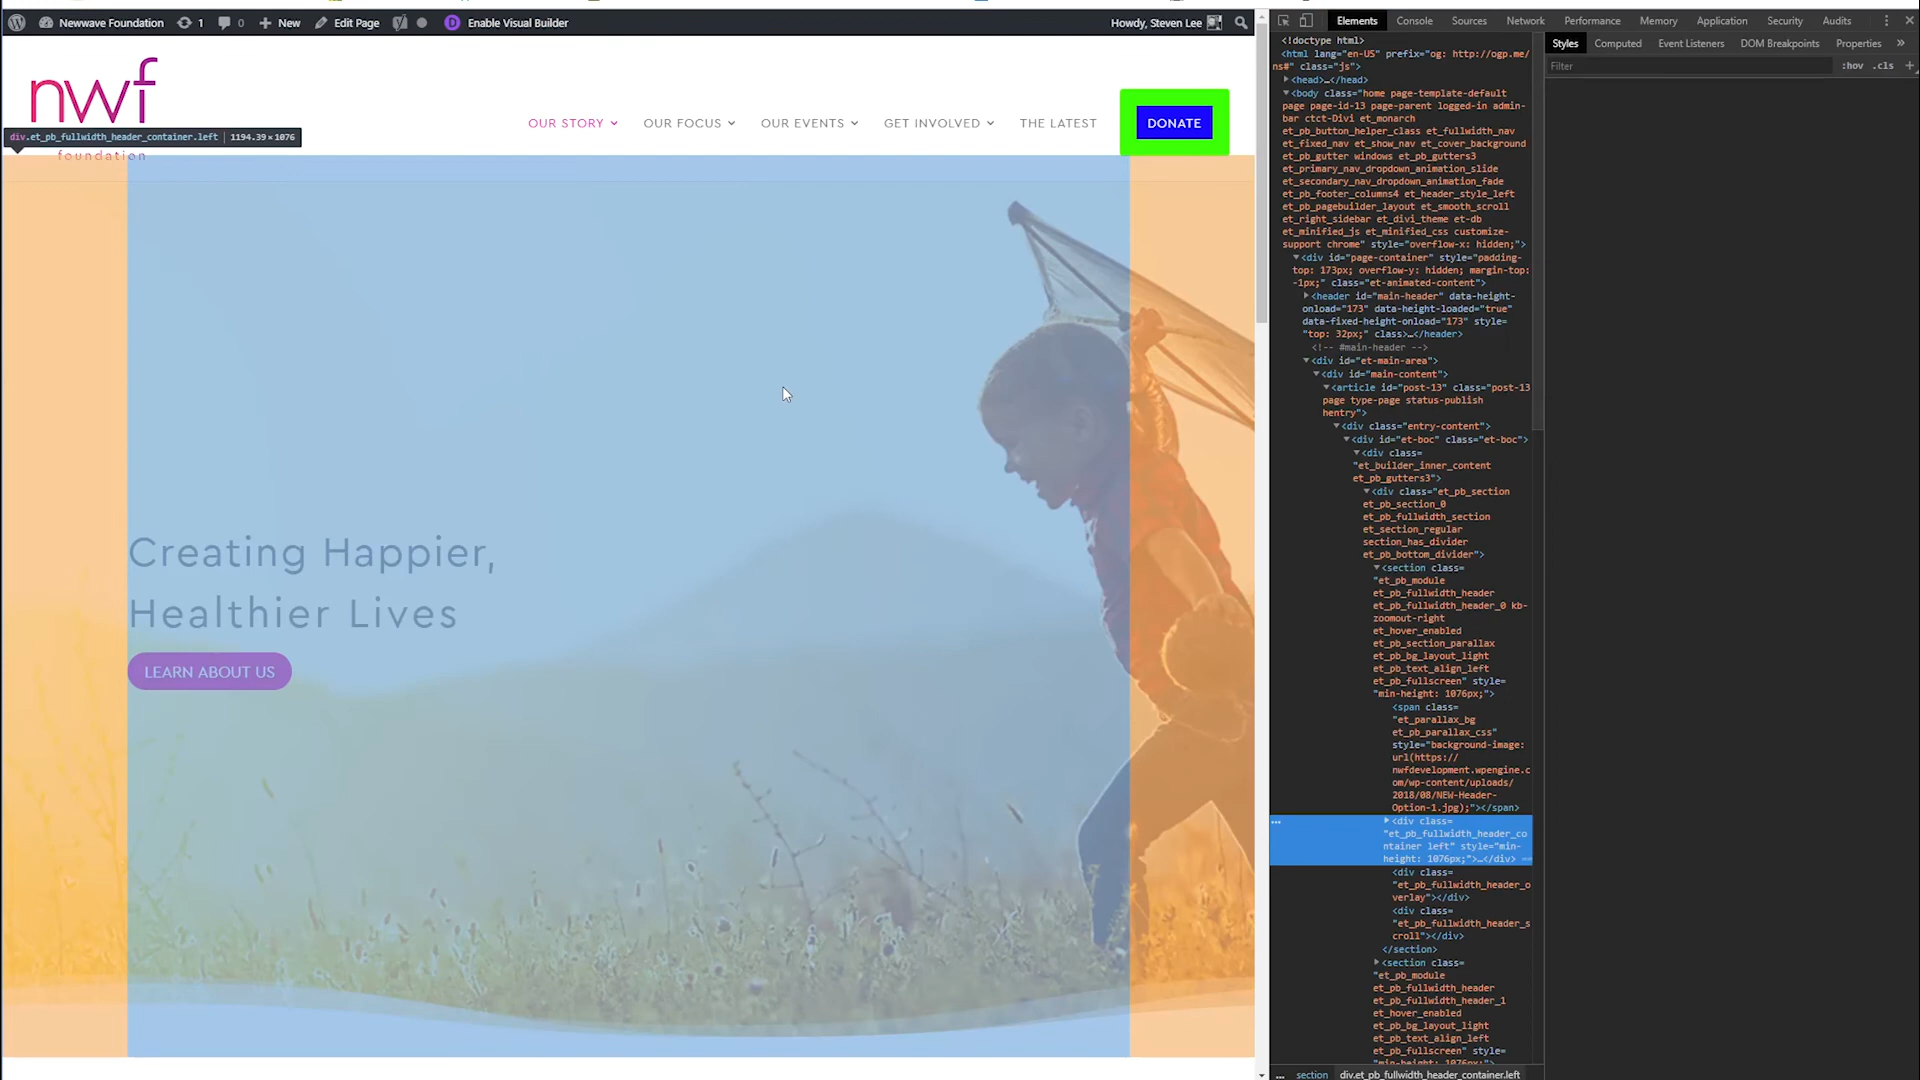 Newwave Foundation 1 0 New Edit Page Enable Visual Builder Howdy, Steven Lee
nwf
foundation
OUR STORY OUR FOCUS OUR EVENTS GET INVOLVED THE LATEST DONATE
div.et_pb_fullwidth_header_container.left 1194.39×1076
Creating Happier,
Healthier Lives
LEARN ABOUT US
Elements Console Sources Network Performance Memory Application Security Audits
<!doctype html>
<html lang="en-US" prefix="og: http://ogp.me/
ns#" class="js">
<head>…</head>
<body class="home page-template-default
page page-id-13 page-parent logged-in admin-
bar ctct-Divi et_monarch
et_pb_button_helper_class et_fullwidth_nav
et_fixed_nav et_show_nav et_cover_background
et_pb_gutter windows et_pb_gutters3
et_primary_nav_dropdown_animation_slide
et_secondary_nav_dropdown_animation_fade
et_pb_footer_columns4 et_header_style_left
et_pb_pagebuilder_layout et_smooth_scroll
et_right_sidebar et_divi_theme et-db
et_minified_js et_minified_css customize-
support chrome" style="overflow-x: hidden;">
<div id="page-container" style="padding-
top: 173px; overflow-y: hidden; margin-top:
-1px;" class="et-animated-content">
<header id="main-header" data-height-
onload="173" data-height-loaded="true"
data-fixed-height-onload="173" style=
"top: 32px;" class>…</header>
<!-- #main-header -->
<div id="et-main-area">
<div id="main-content">
<article id="post-13" class="post-13
page type-page status-publish
hentry">
<div class="entry-content">
<div id="et-boc" class="et-boc">
<div class=
"et_builder_inner_content
et_pb_gutters3">
<div class="et_pb_section
et_pb_section_0
et_pb_fullwidth_section
et_section_regular
section_has_divider
et_pb_bottom_divider">
<section class=
"et_pb_module
et_pb_fullwidth_header
et_pb_fullwidth_header_0 kb-
zoomout-right
et_hover_enabled
et_pb_section_parallax
et_pb_bg_layout_light
et_pb_text_align_left
et_pb_fullscreen" style=
"min-height: 1076px;">
<span class=
"et_parallax_bg
et_pb_parallax_css"
style="background-image:
url(https://
nwfdevelopment.wpengine.c
om/wp-content/uploads/
2018/08/NEW-Header-
Option-1.jpg);"></span>
… <div class=
"et_pb_fullwidth_header_co
ntainer left" style="min-
height: 1076px;">…</div> ==
<div class=
"et_pb_fullwidth_header_o
verlay"></div>
<div class=
"et_pb_fullwidth_header_s
croll"></div>
</section>
<section class=
"et_pb_module
et_pb_fullwidth_header
et_pb_fullwidth_header_1
et_hover_enabled
et_pb_bg_layout_light
et_pb_text_align_left
et_pb_fullscreen" style=
"min-height: 1076px;">
... section div.et_pb_fullwidth_header_container.left
Styles Computed Event Listeners DOM Breakpoints Properties »
Filter :hov .cls +